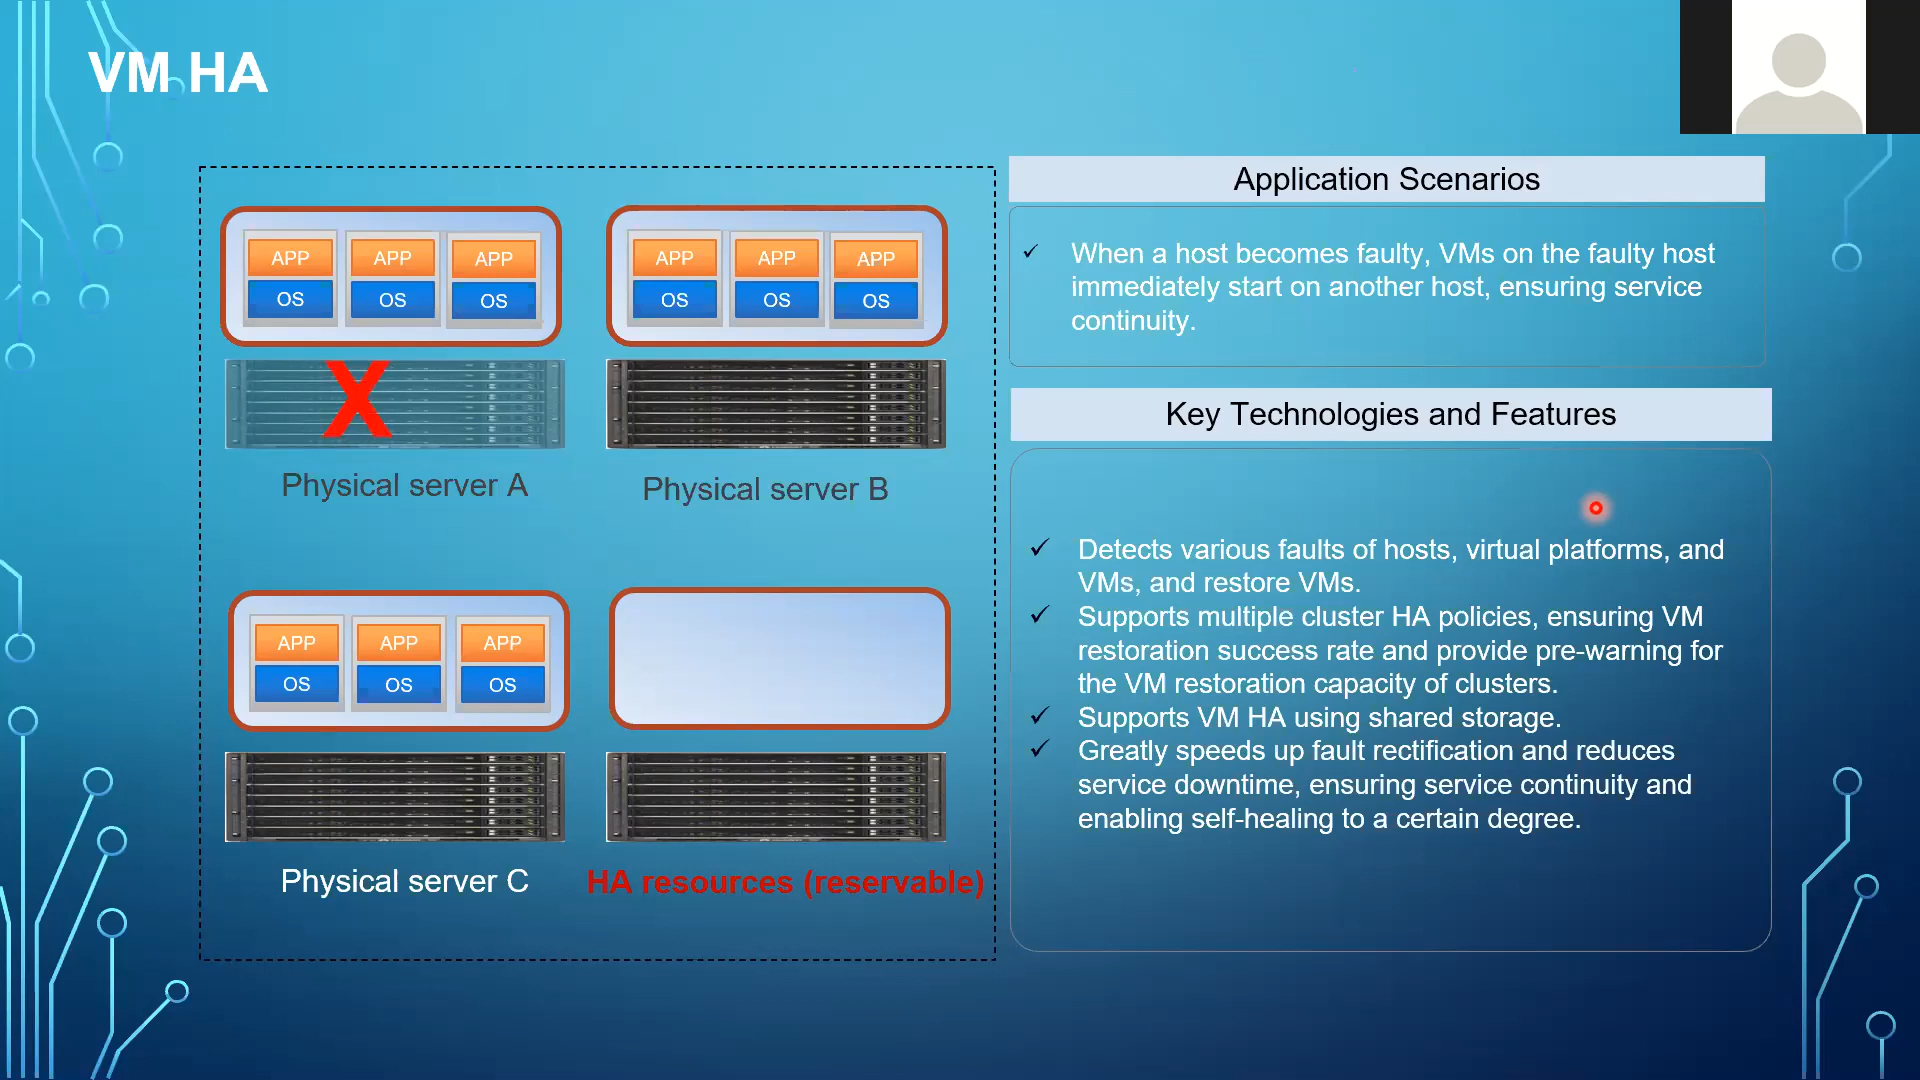 VM HA
APP APP APP
OS OS OS
APP APP APP
OS OS OS
Physical server A
Physical server B
APP APP APP
OS OS OS
Physical server C
HA resources (reservable)
Application Scenarios
✓ When a host becomes faulty, VMs on the faulty host
immediately start on another host, ensuring service
continuity.
Key Technologies and Features
✓ Detects various faults of hosts, virtual platforms, and
VMs, and restore VMs.
✓ Supports multiple cluster HA policies, ensuring VM
restoration success rate and provide pre-warning for
the VM restoration capacity of clusters.
✓ Supports VM HA using shared storage.
✓ Greatly speeds up fault rectification and reduces
service downtime, ensuring service continuity and
enabling self-healing to a certain degree.